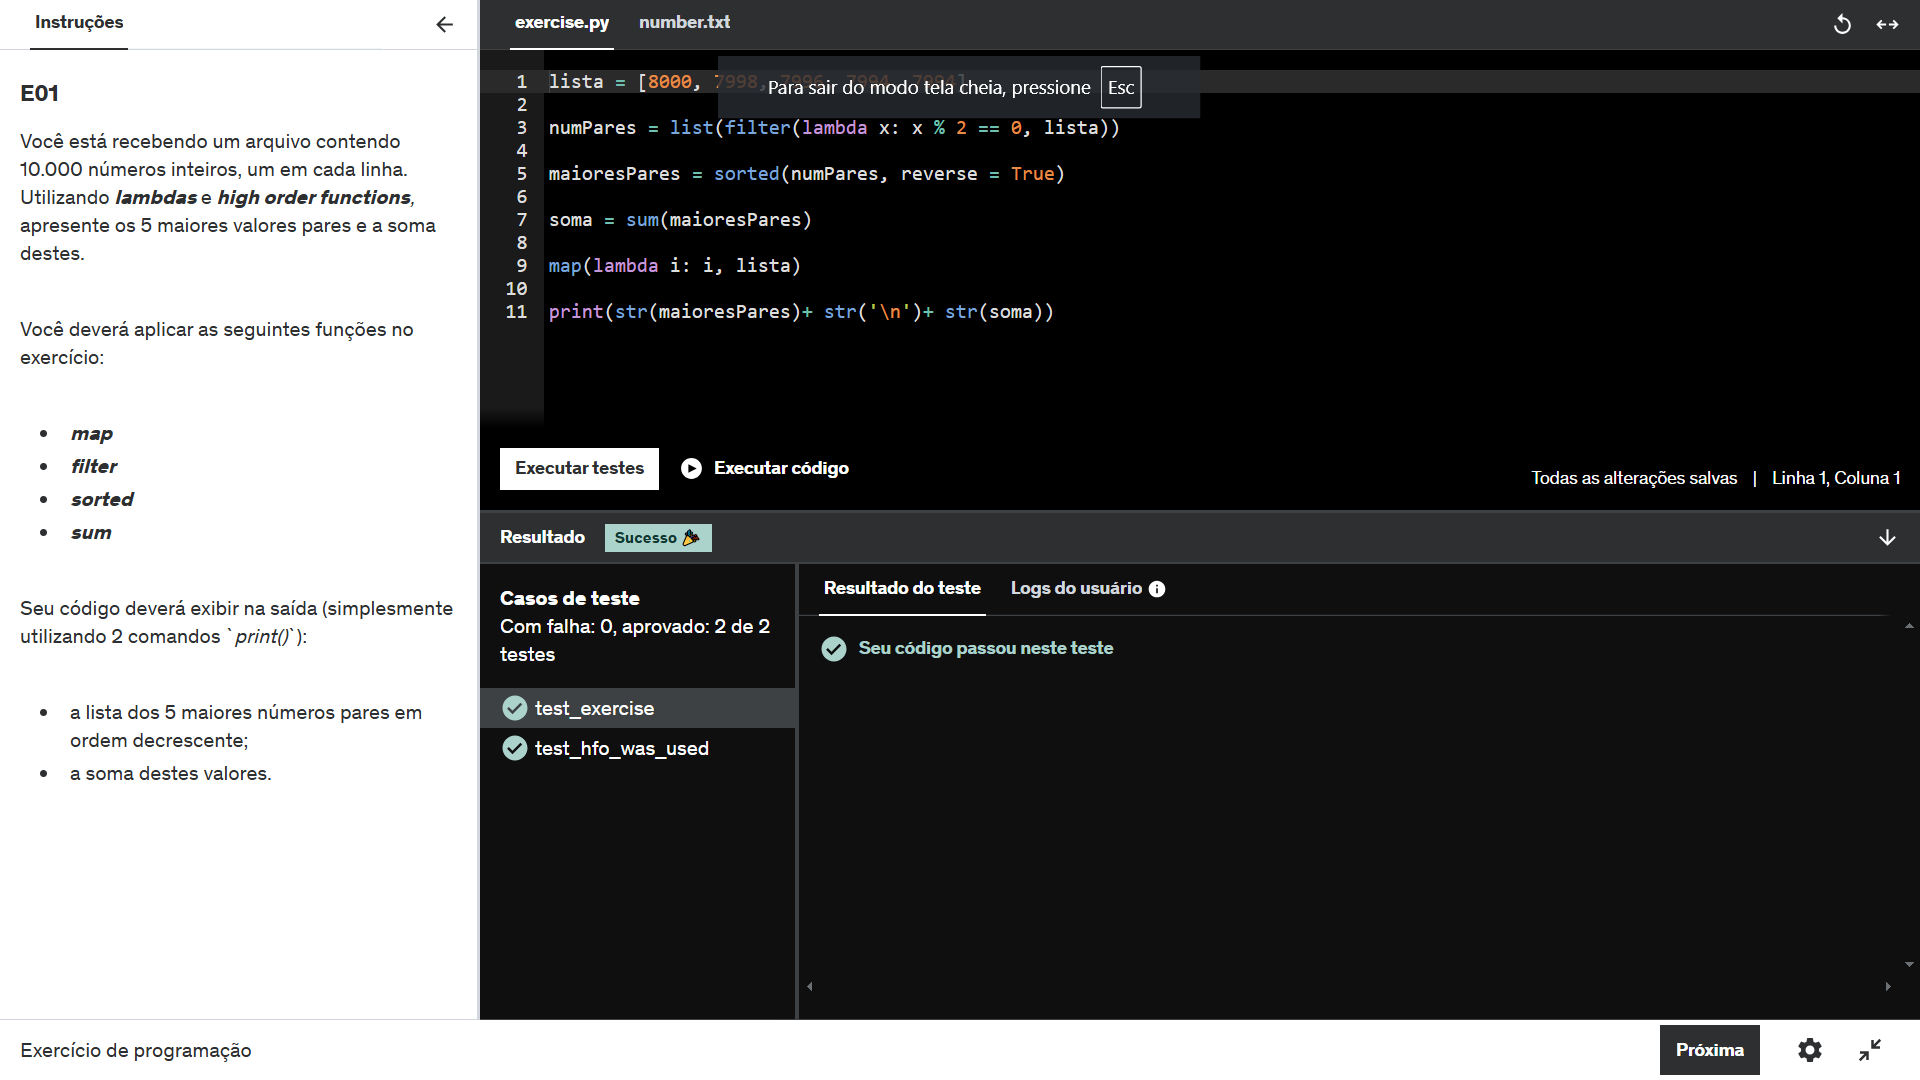 Instruções
E01
Você está recebendo um arquivo contendo
10.000 números inteiros, um em cada linha.
Utilizando lambdas e high order functions,
apresente os 5 maiores valores pares e a soma
destes.
Você deverá aplicar as seguintes funções no
exercício:
map
filter
sorted
sum
Seu código deverá exibir na saída (simplesmente
utilizando 2 comandos `print()`):
a lista dos 5 maiores números pares em
ordem decrescente;
a soma destes valores.
exercise.py number.txt
Para sair do modo tela cheia, pressione Esc
1 lista = [8000, 7998, 7996, 7994, 7994]
2
3 numPares = list(filter(lambda x: x % 2 == 0, lista))
4
5 maioresPares = sorted(numPares, reverse = True)
6
7 soma = sum(maioresPares)
8
9 map(lambda i: i, lista)
10
11 print(str(maioresPares)+ str('\n')+ str(soma))
Executar testes Executar código
Todas as alterações salvas | Linha 1, Coluna 1
Resultado Sucesso
Casos de teste
Com falha: 0, aprovado: 2 de 2
testes
test_exercise
test_hfo_was_used
Resultado do teste Logs do usuário
Seu código passou neste teste
Exercício de programação
Próxima